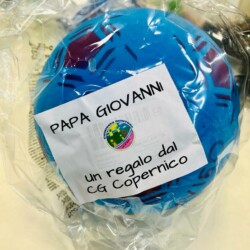 PAPA GIOVANNI
un regalo dal
CG Copernico